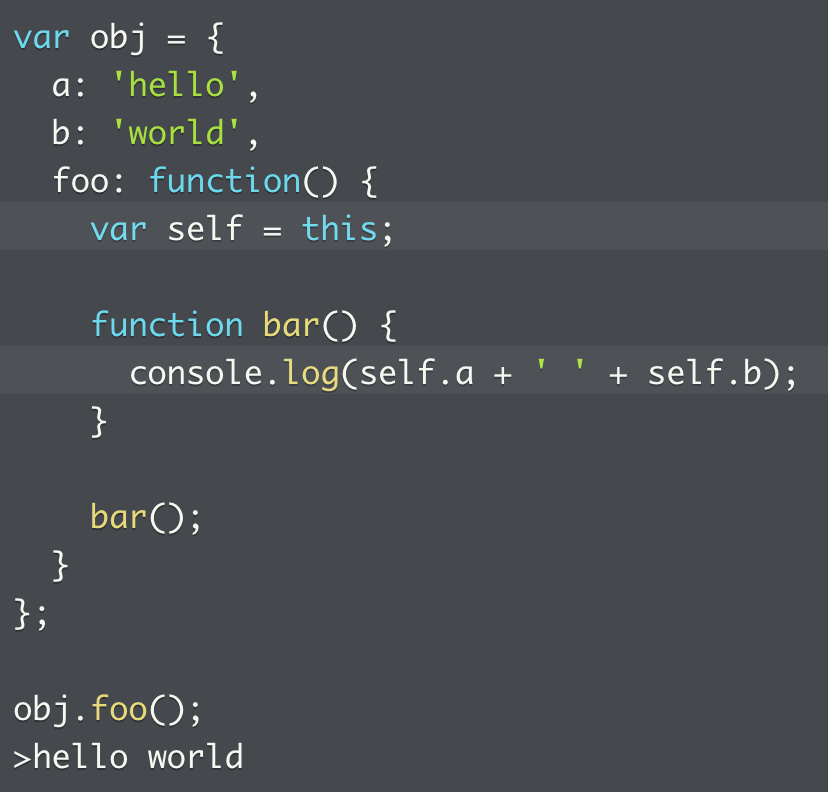 var obj = {
  a: 'hello',
  b: 'world',
  foo: function() {
    var self = this;

    function bar() {
      console.log(self.a + ' ' + self.b);
    }

    bar();
  }
};

obj.foo();
>hello world